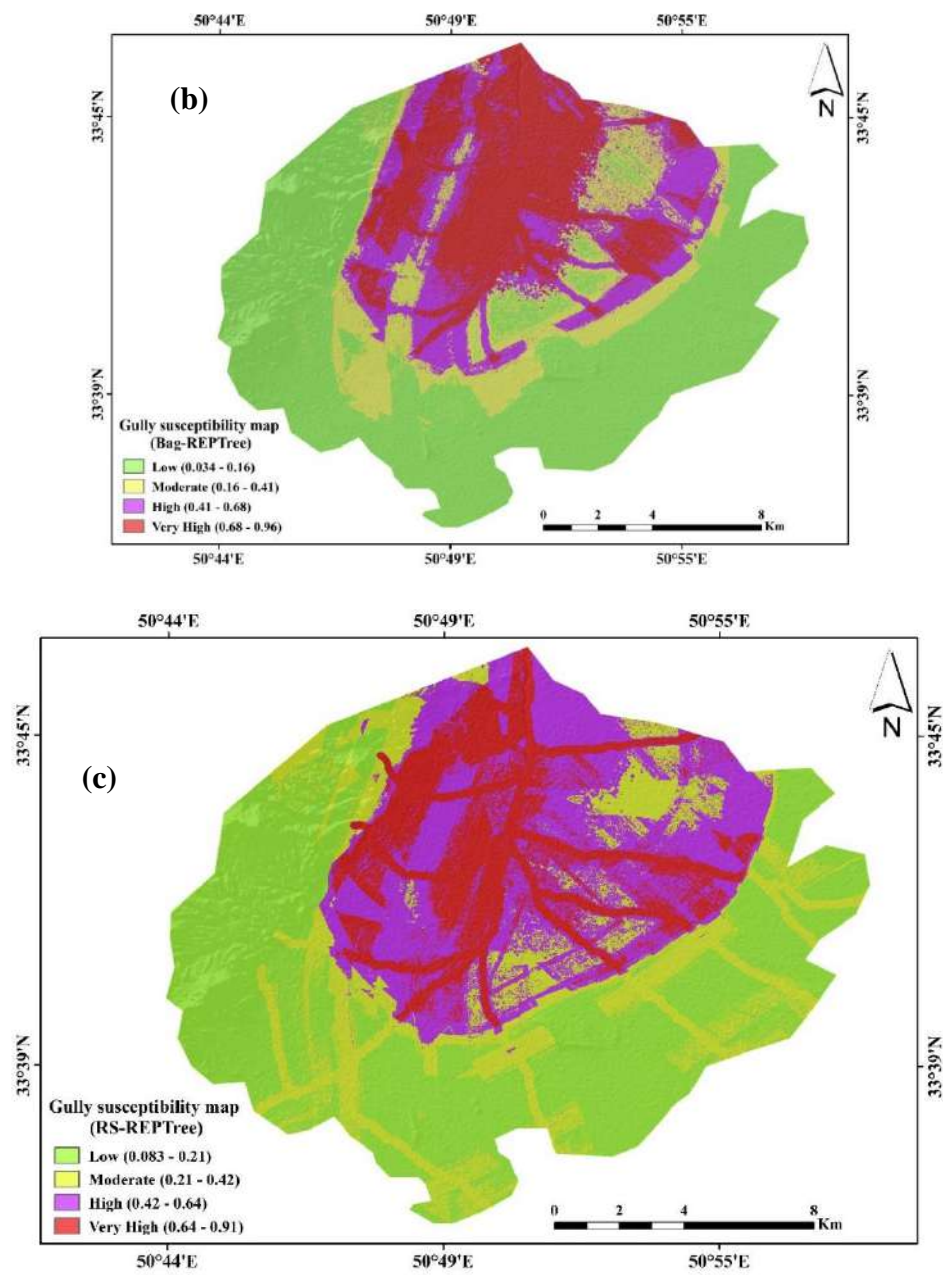 50°44'E 50°49'E 50°55'E
(b)
N
33°45'N 33°45'N
33°39'N 33°39'N
Gully susceptibility map
(Bag-REPTree)
Low (0.034 - 0.16)
Moderate (0.16 - 0.41)
High (0.41 - 0.68)
Very High (0.68 - 0.96)
0 2 4 8
Km
50°44'E 50°49'E 50°55'E
50°44'E 50°49'E 50°55'E
N
33°45'N 33°45'N
(c)
33°39'N 33°39'N
Gully susceptibility map
(RS-REPTree)
Low (0.083 - 0.21)
Moderate (0.21 - 0.42)
High (0.42 - 0.64)
Very High (0.64 - 0.91)
0 2 4 8
Km
50°44'E 50°49'E 50°55'E